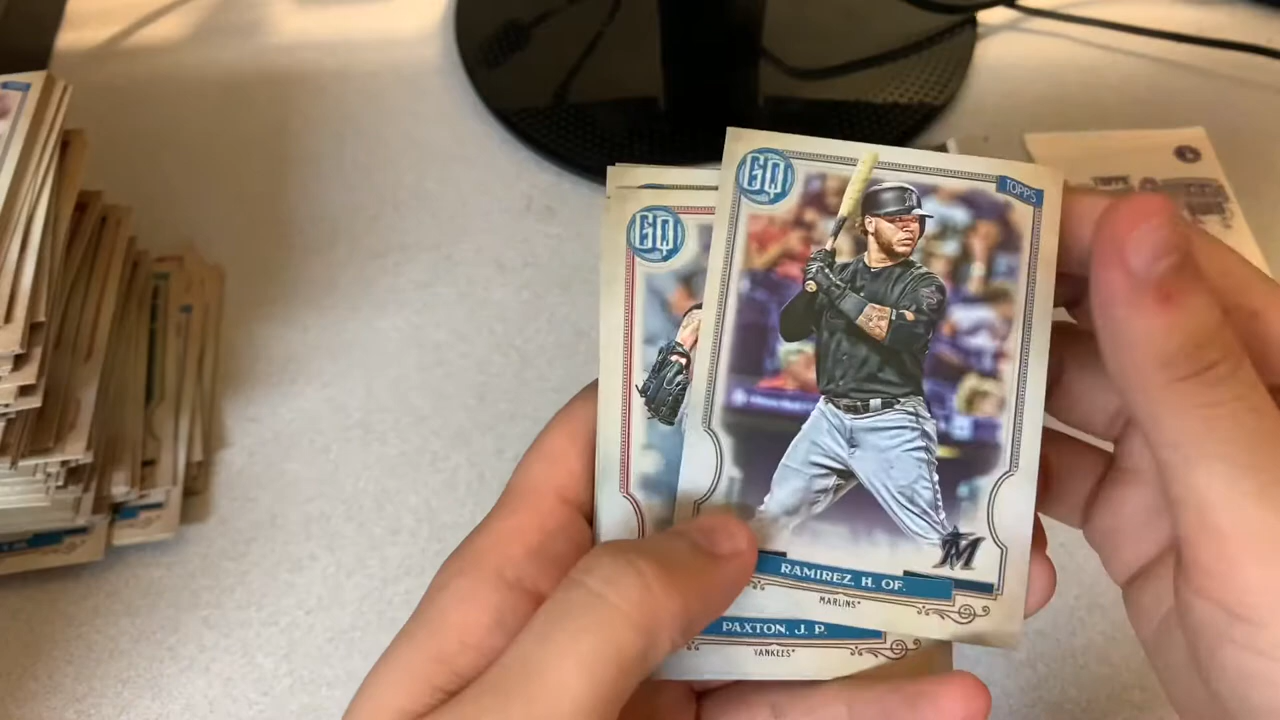 GQ
TOPPS
GQ
RAMIREZ, H. OF.
MARLINS
PAXTON, J. P.
YANKEES